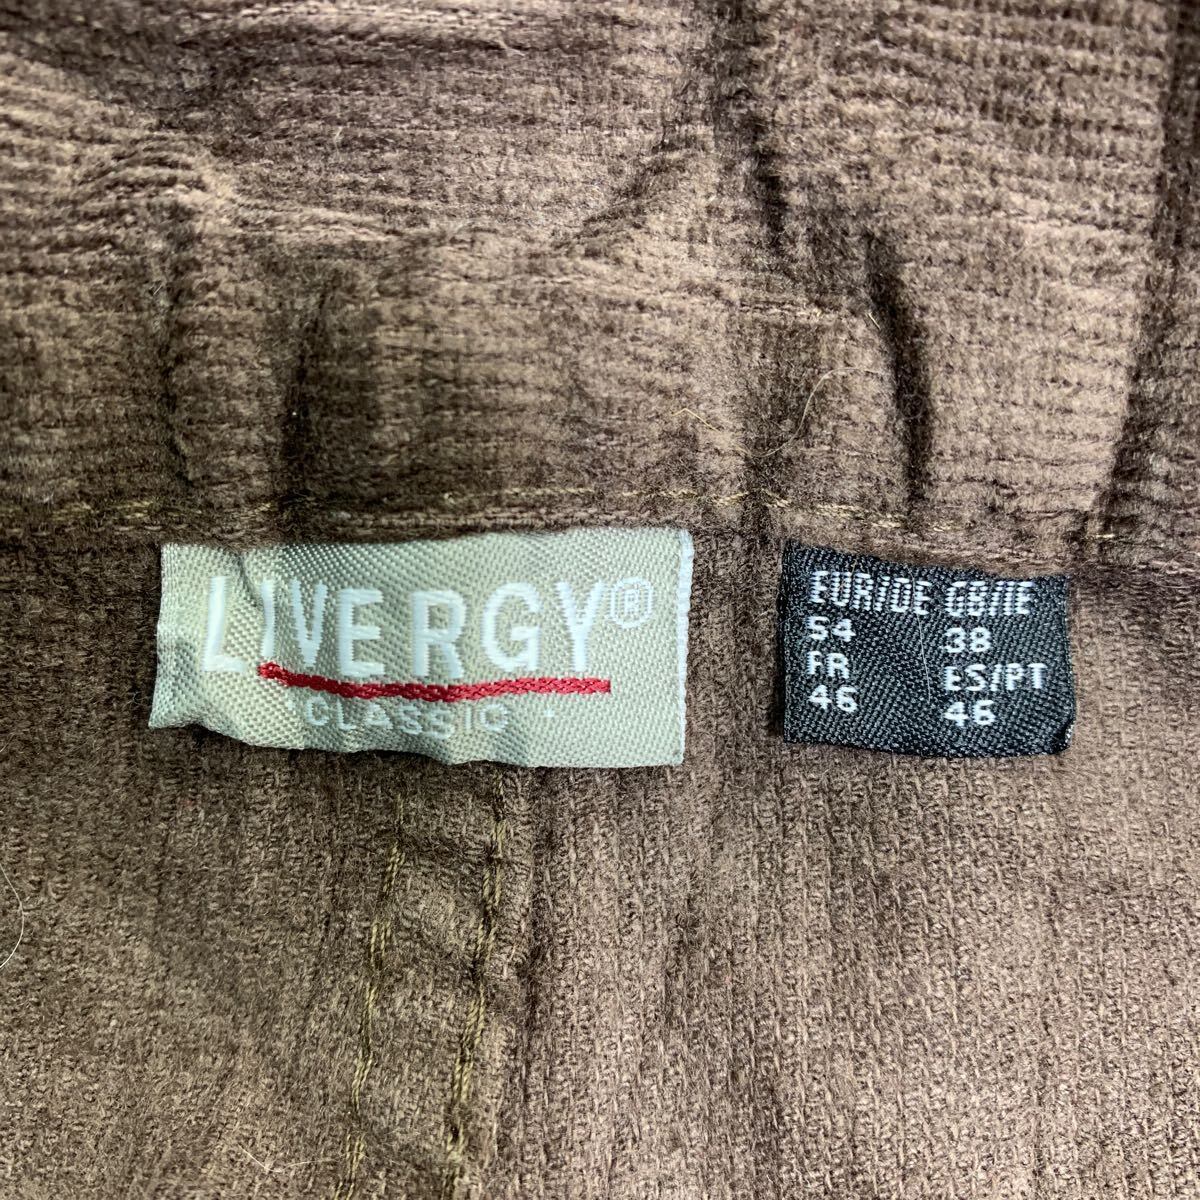 LIVERGY®
CLASSIC
EUR/DE GB/IE
54 38
FR ES/PT
46 46